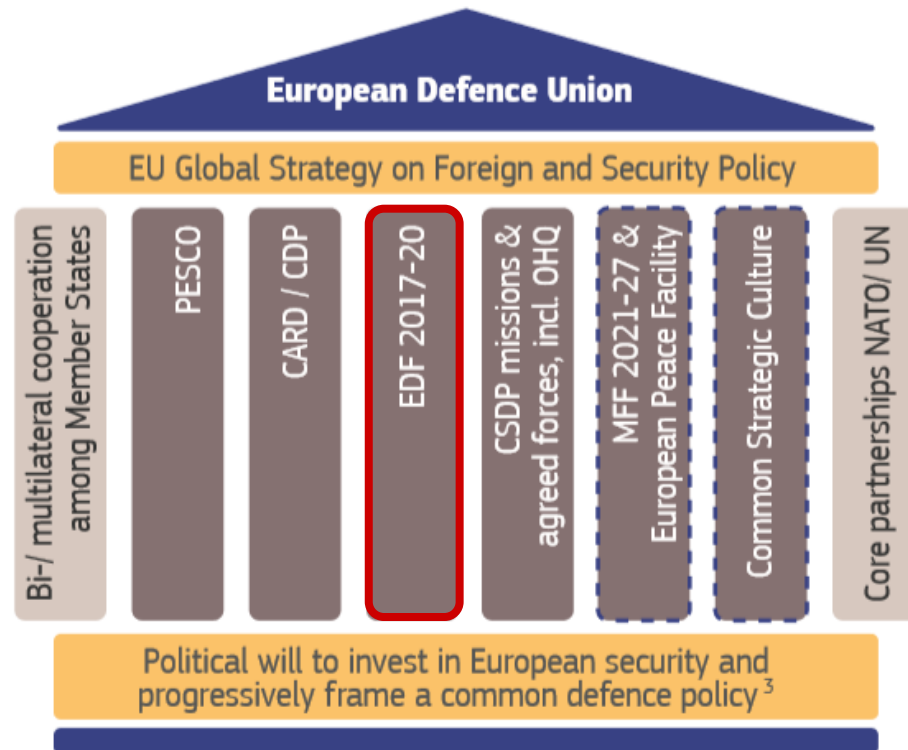 European Defence Union
EU Global Strategy on Foreign and Security Policy
Bi-/ multilateral cooperation
among Member States
PESCO
CARD / CDP
EDF 2017-20
CSDP missions &
agreed forces, incl. OHQ
MFF 2021-27 &
European Peace Facility
Common Strategic Culture
Core partnerships NATO/ UN
Political will to invest in European security and
progressively frame a common defence policy ³